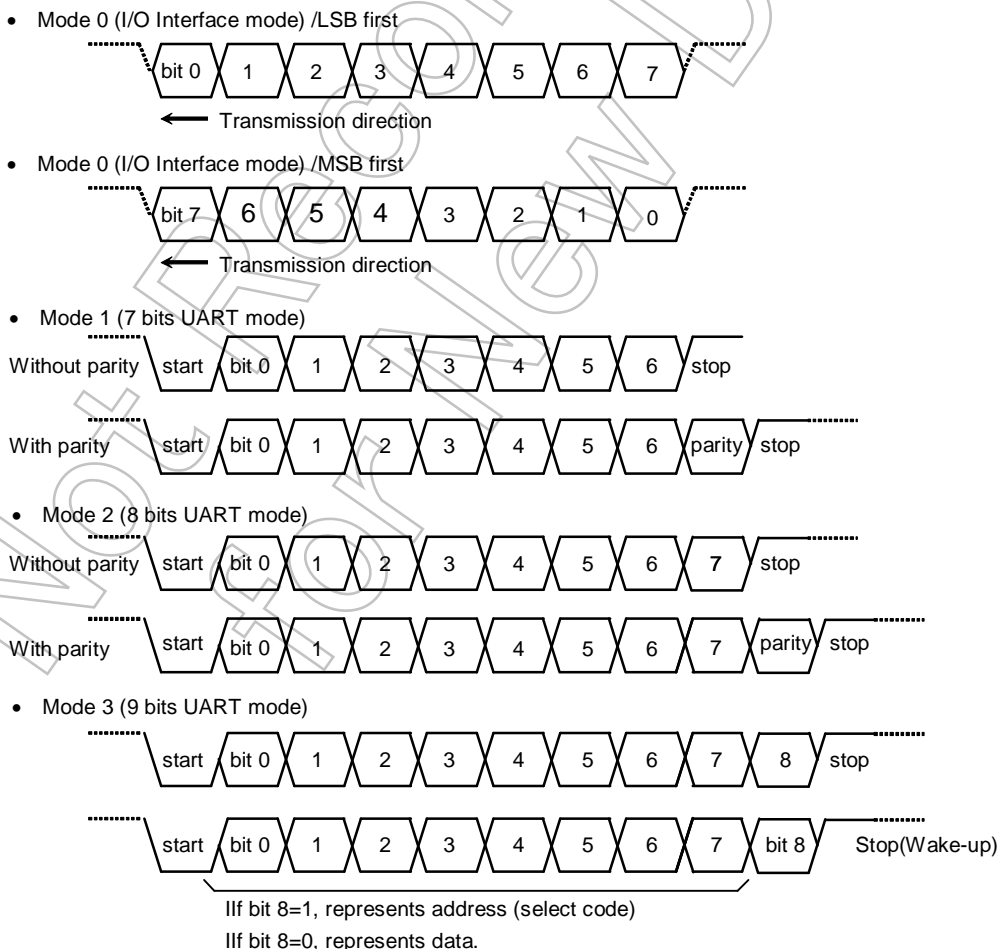 • Mode 0 (I/O Interface mode) /LSB first
bit 0 1 2 3 4 5 6 7
Transmission direction
• Mode 0 (I/O Interface mode) /MSB first
bit 7 6 5 4 3 2 1 0
Transmission direction
• Mode 1 (7 bits UART mode)
Without parity start bit 0 1 2 3 4 5 6 stop
With parity start bit 0 1 2 3 4 5 6 parity stop
• Mode 2 (8 bits UART mode)
Without parity start bit 0 1 2 3 4 5 6 7 stop
With parity start bit 0 1 2 3 4 5 6 7 parity stop
• Mode 3 (9 bits UART mode)
start bit 0 1 2 3 4 5 6 7 8 stop
start bit 0 1 2 3 4 5 6 7 bit 8 Stop(Wake-up)
IIf bit 8=1, represents address (select code)
IIf bit 8=0, represents data.
Not
for New